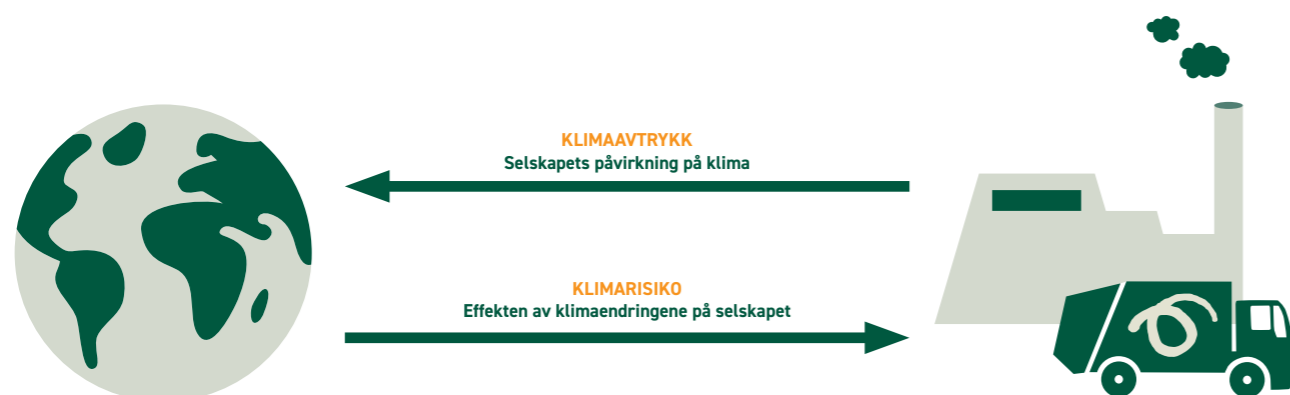 KLIMAAVTRYKK
Selskapets påvirkning på klima
KLIMARISIKO
Effekten av klimaendringene på selskapet